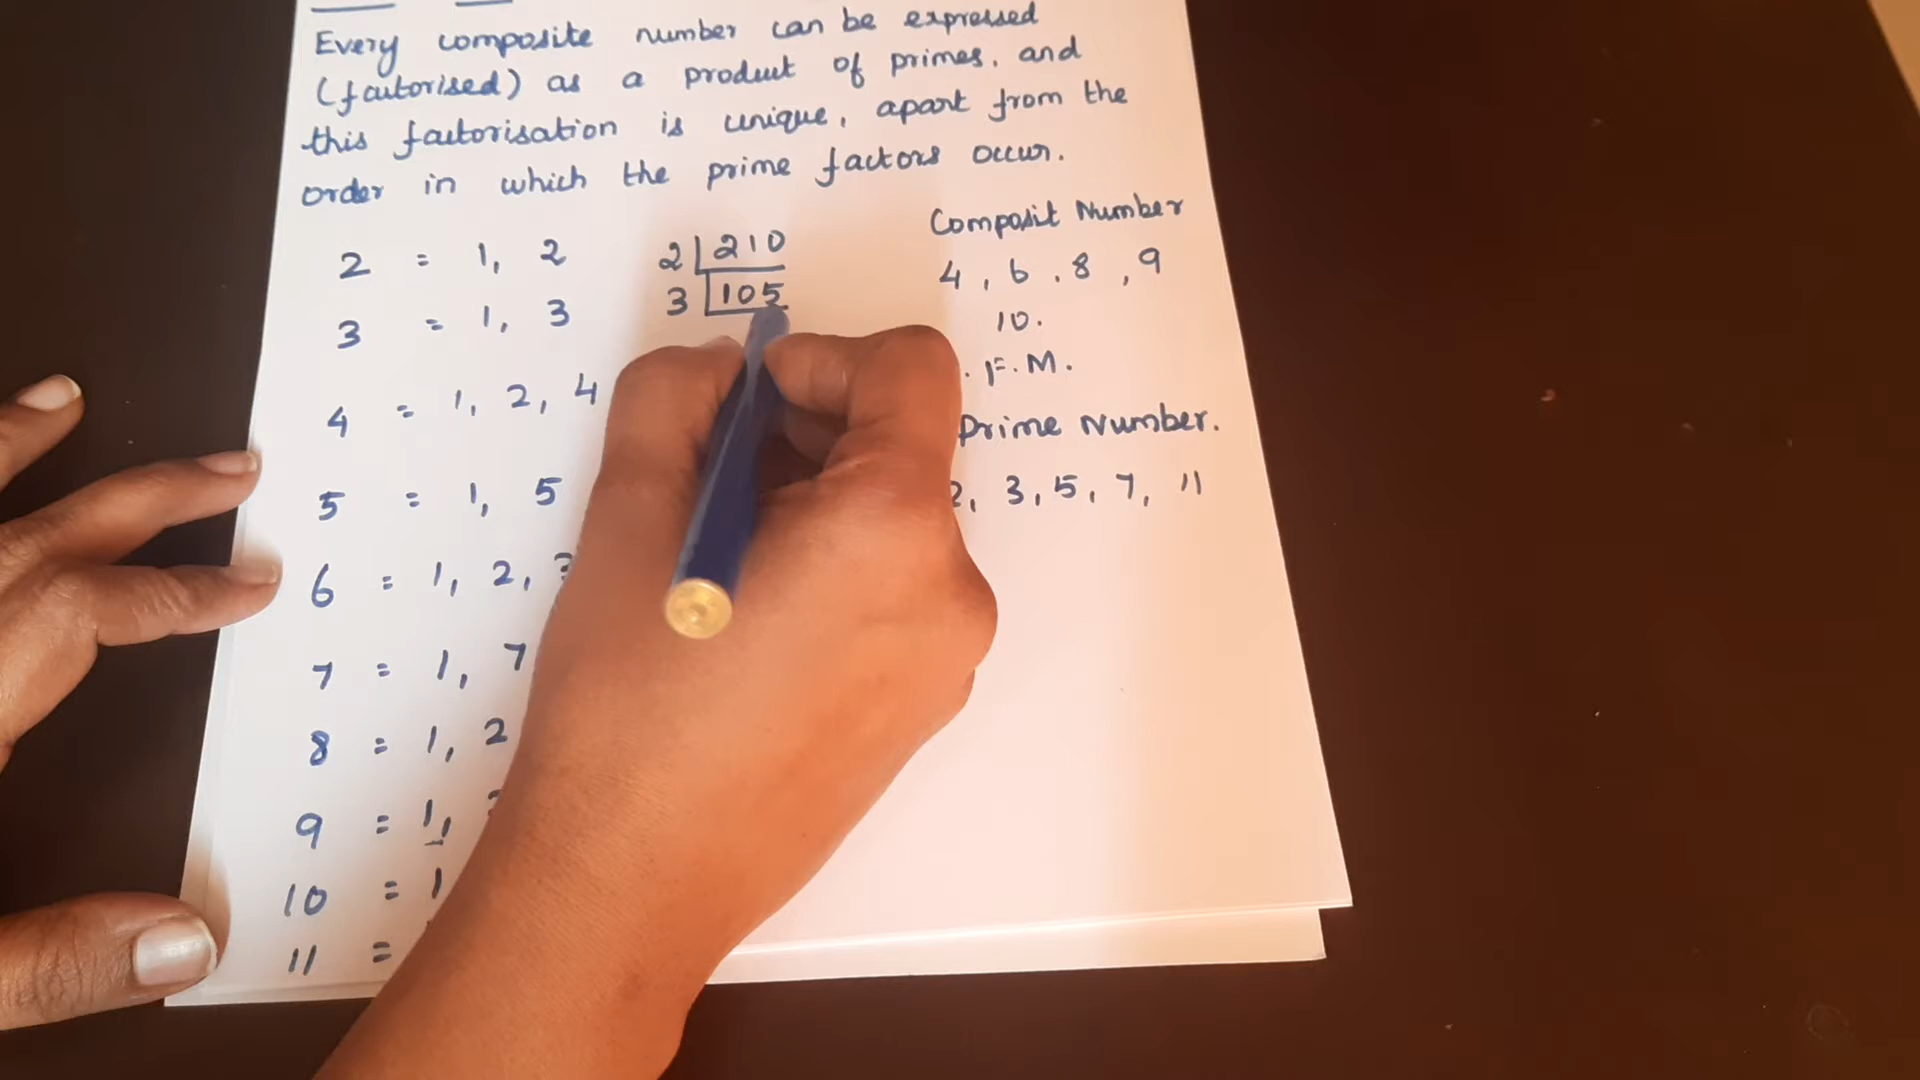 Every composite number can be expressed
(factorised) as a product of primes, and
this factorisation is unique, apart from the
order in which the prime factors occur.
2 = 1, 2
3 = 1, 3
4 = 1, 2, 4
5 = 1, 5
6 = 1, 2, 3
7 = 1, 7
8 = 1, 2
9 = 1,
10 = 1
11 =
2 | 210
3 | 105
Composit Number
4, 6, 8, 9
10.
. F. M.
Prime Number.
2, 3, 5, 7, 11